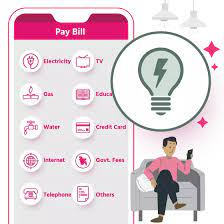 Pay Bill
Electricity
TV
Gas
Educa
Water
Credit Card
Internet
Govt. Fees
Telephone
Others